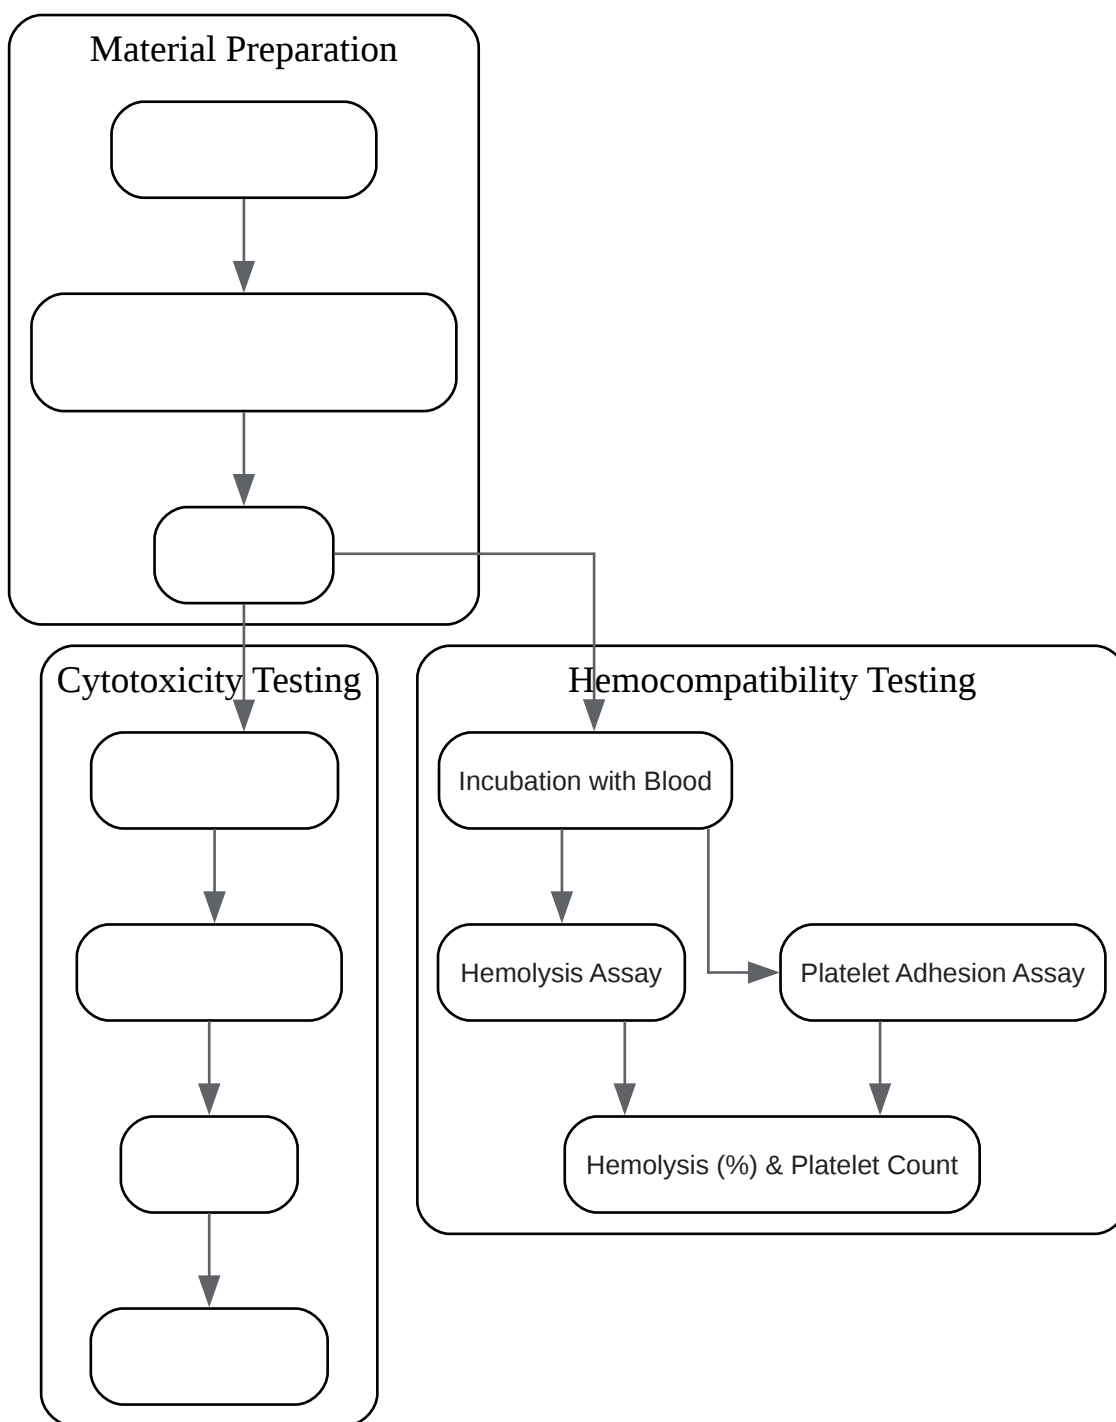 Material Preparation
Cytotoxicity Testing
Hemocompatibility Testing
Incubation with Blood
Hemolysis Assay
Platelet Adhesion Assay
Hemolysis (%) & Platelet Count